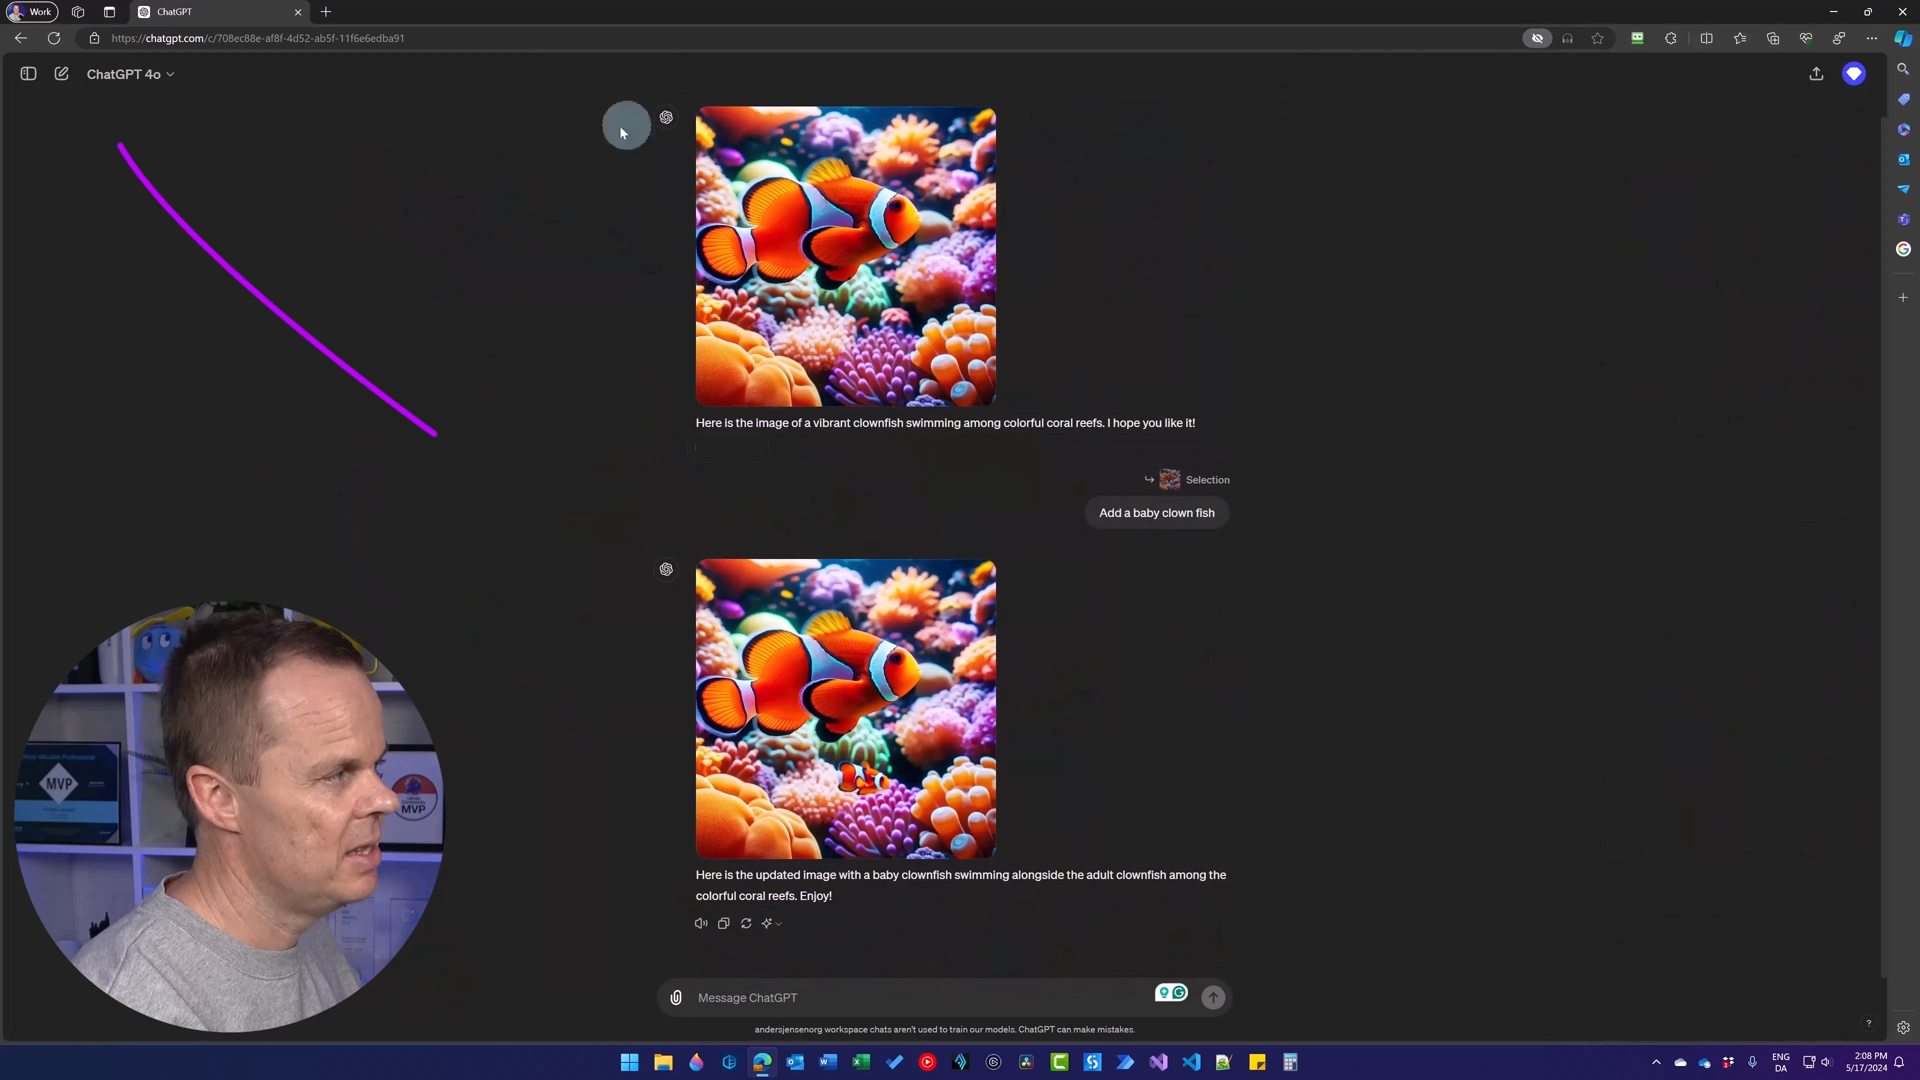 Work
ChatGPT
https://chatgpt.com/c/708ec88e-af8f-4d52-ab5f-11f6e6edba91
ChatGPT 4o
Here is the image of a vibrant clownfish swimming among colorful coral reefs. I hope you like it!
Selection
Add a baby clown fish
Here is the updated image with a baby clownfish swimming alongside the adult clownfish among the
colorful coral reefs. Enjoy!
MVP
MVP
Message ChatGPT
andersjensenorg workspace chats aren't used to train our models. ChatGPT can make mistakes.
?
ENG
DA
2:08 PM
5/17/2024